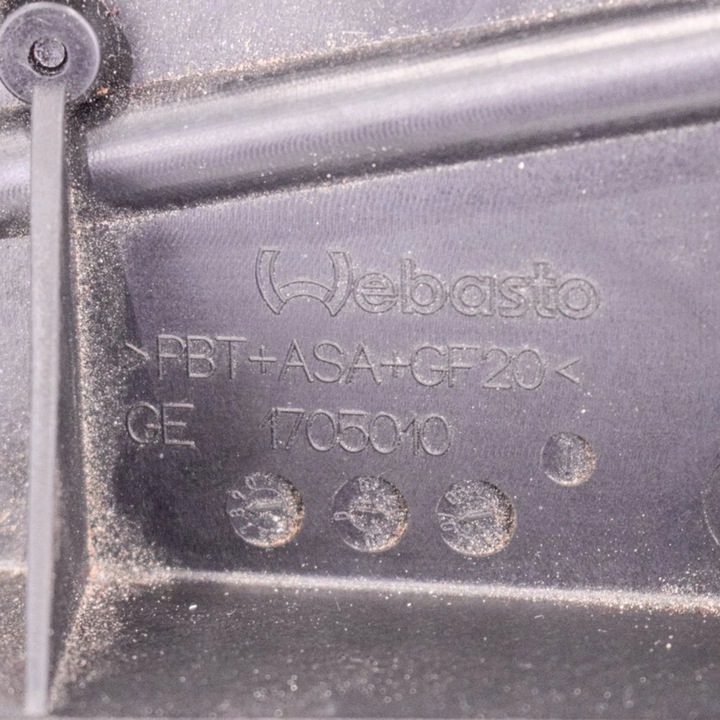 Webasto
>PBT+ASA+GF20<
GE 1705010